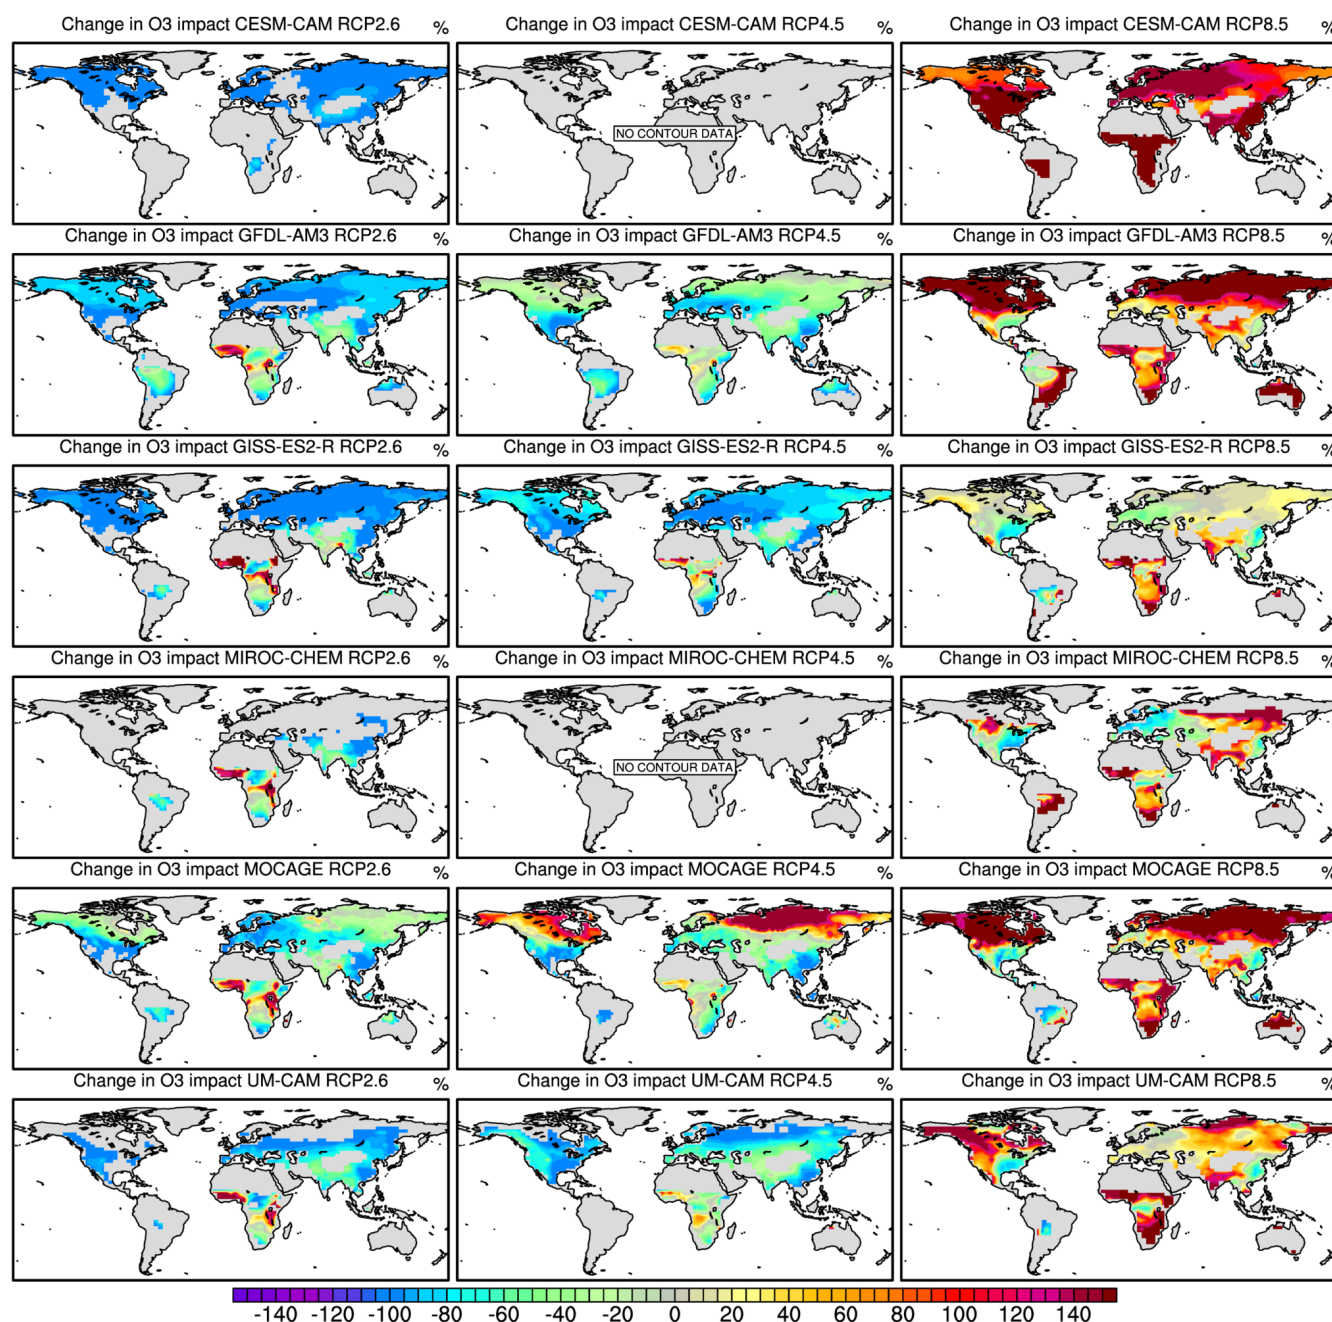 Change in O3 impact CESM-CAM RCP2.6 %
Change in O3 impact CESM-CAM RCP4.5 %
Change in O3 impact CESM-CAM RCP8.5 %
NO CONTOUR DATA
Change in O3 impact GFDL-AM3 RCP2.6 %
Change in O3 impact GFDL-AM3 RCP4.5 %
Change in O3 impact GFDL-AM3 RCP8.5 %
Change in O3 impact GISS-ES2-R RCP2.6 %
Change in O3 impact GISS-ES2-R RCP4.5 %
Change in O3 impact GISS-ES2-R RCP8.5 %
Change in O3 impact MIROC-CHEM RCP2.6 %
Change in O3 impact MIROC-CHEM RCP4.5 %
Change in O3 impact MIROC-CHEM RCP8.5 %
NO CONTOUR DATA
Change in O3 impact MOCAGE RCP2.6 %
Change in O3 impact MOCAGE RCP4.5 %
Change in O3 impact MOCAGE RCP8.5 %
Change in O3 impact UM-CAM RCP2.6 %
Change in O3 impact UM-CAM RCP4.5 %
Change in O3 impact UM-CAM RCP8.5 %
-140 -120 -100 -80 -60 -40 -20 0 20 40 60 80 100 120 140